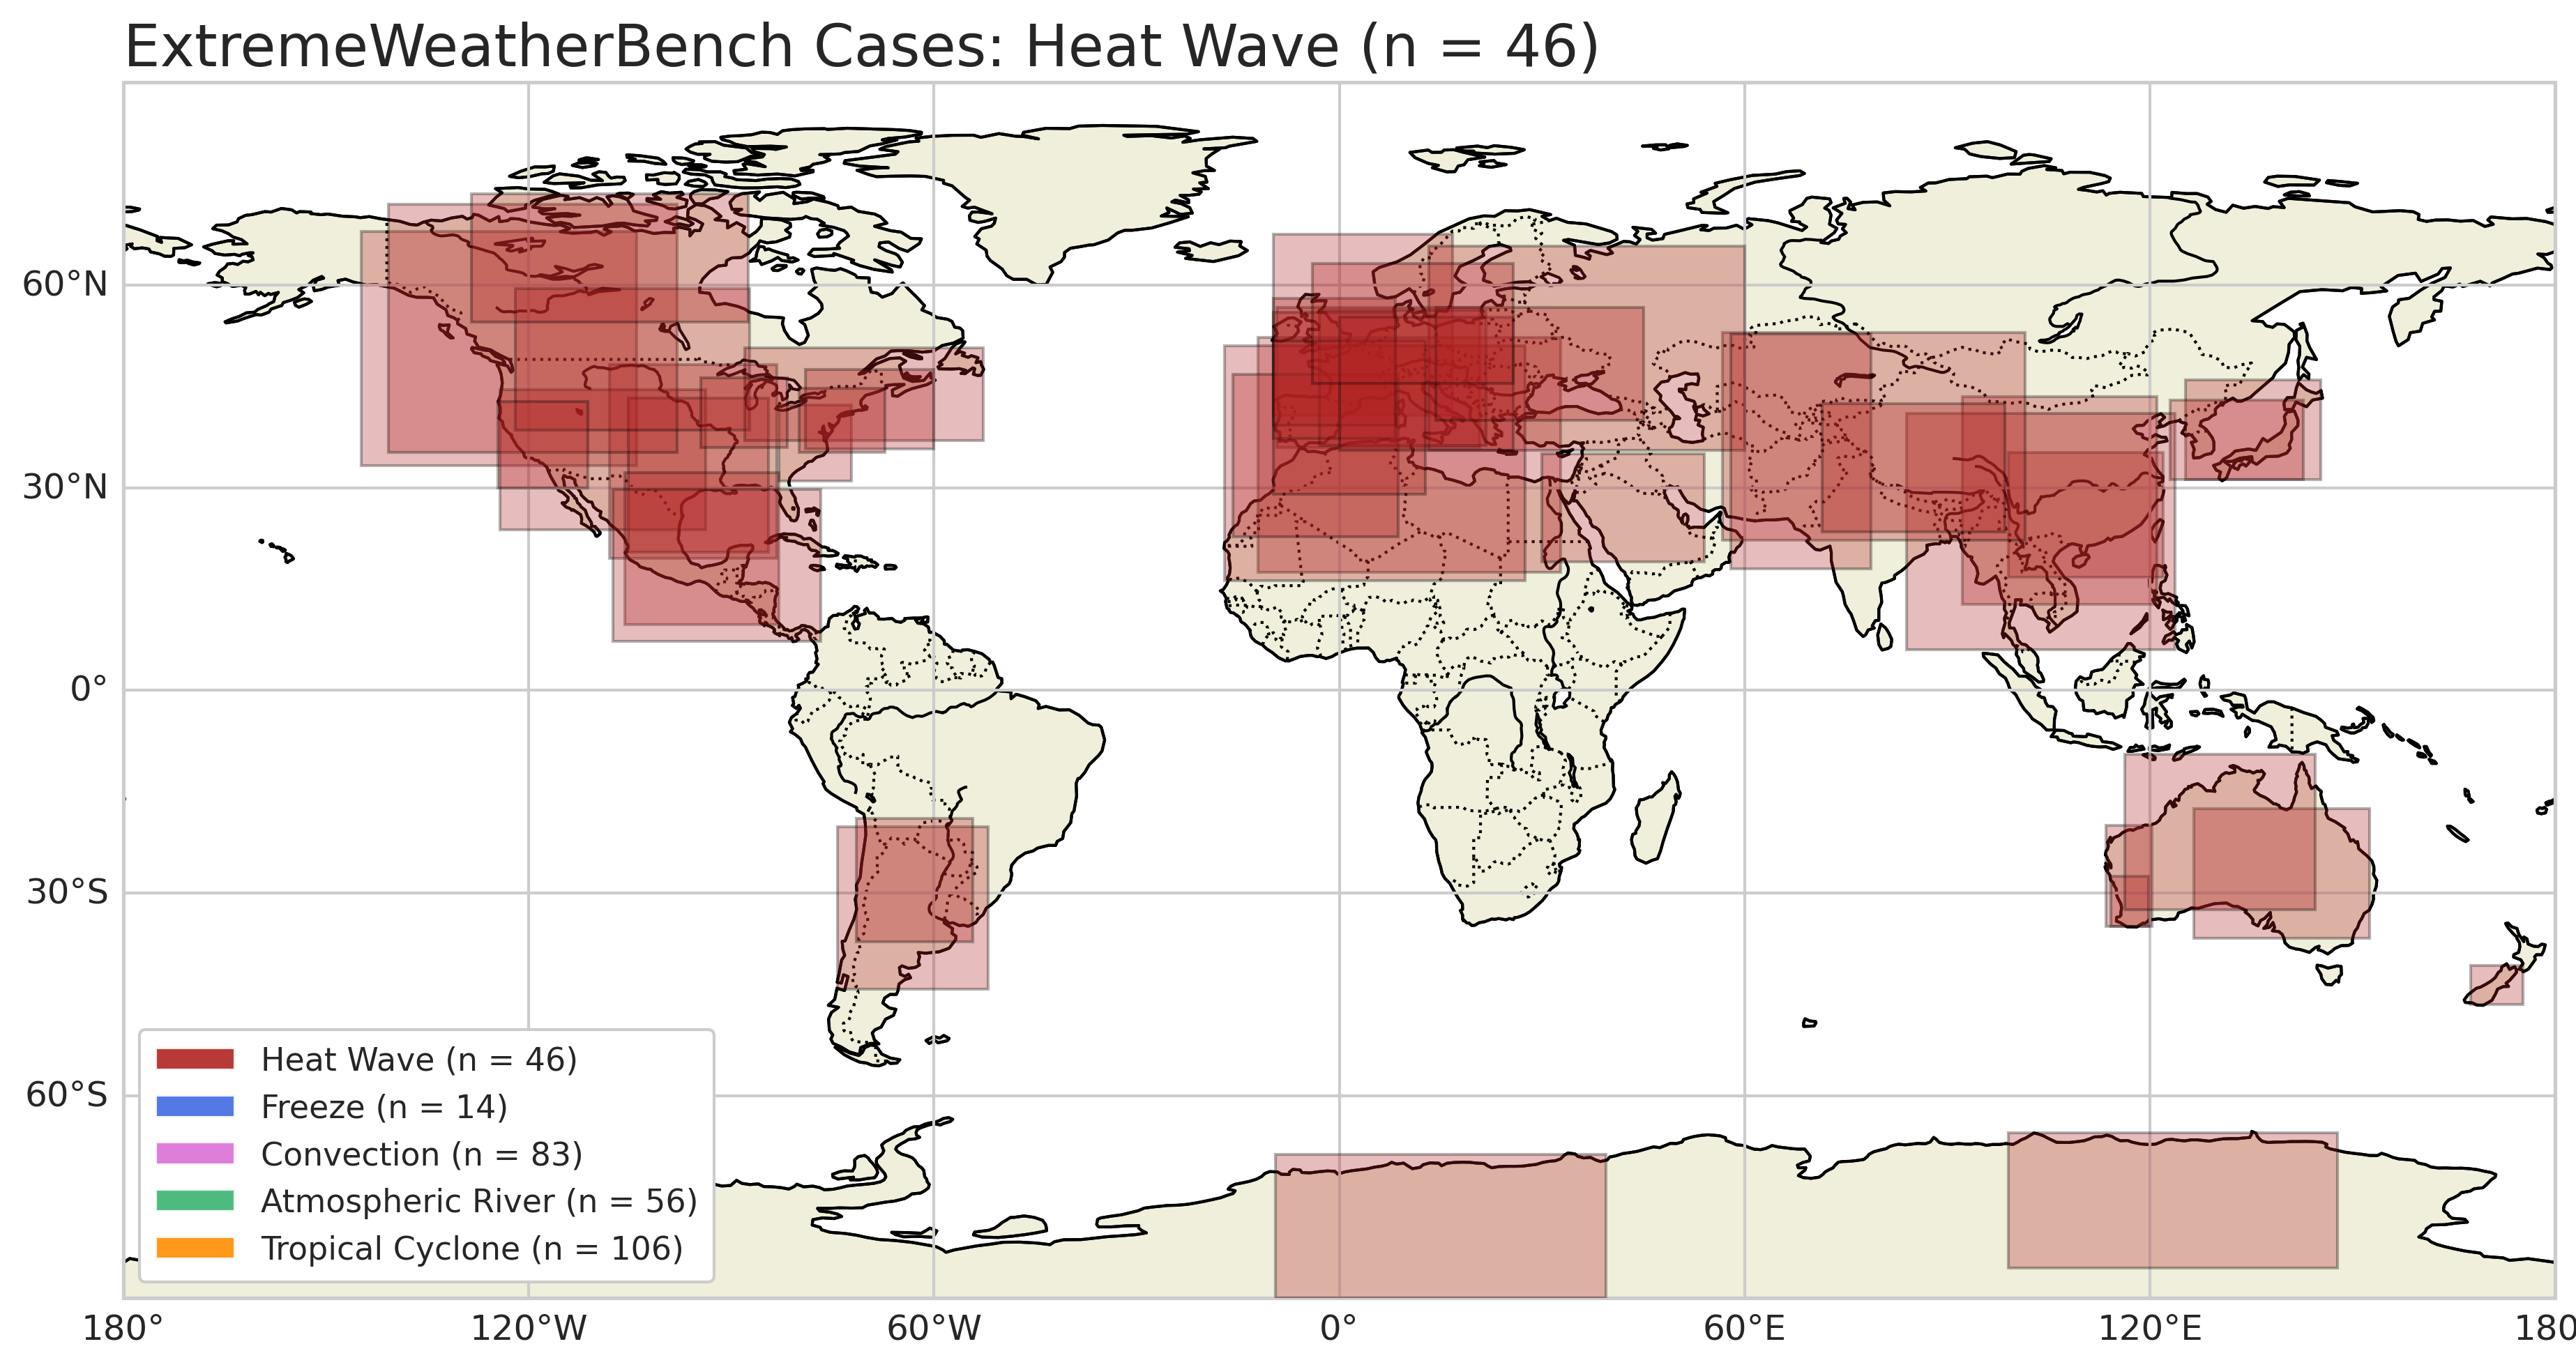 ExtremeWeatherBench Cases: Heat Wave (n = 46)
60°N
30°N
0°
30°S
60°S
Heat Wave (n = 46)
Freeze (n = 14)
Convection (n = 83)
Atmospheric River (n = 56)
Tropical Cyclone (n = 106)
180°
120°W
60°W
0°
60°E
120°E
180